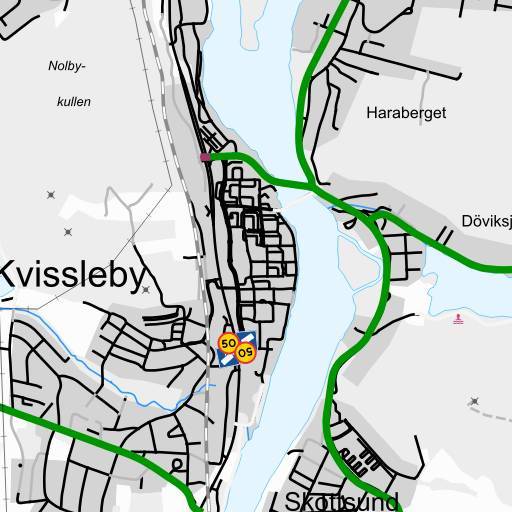 Nolby-
kullen
Haraberget
Döviksj
Kvissleby
50
50
Skottsund